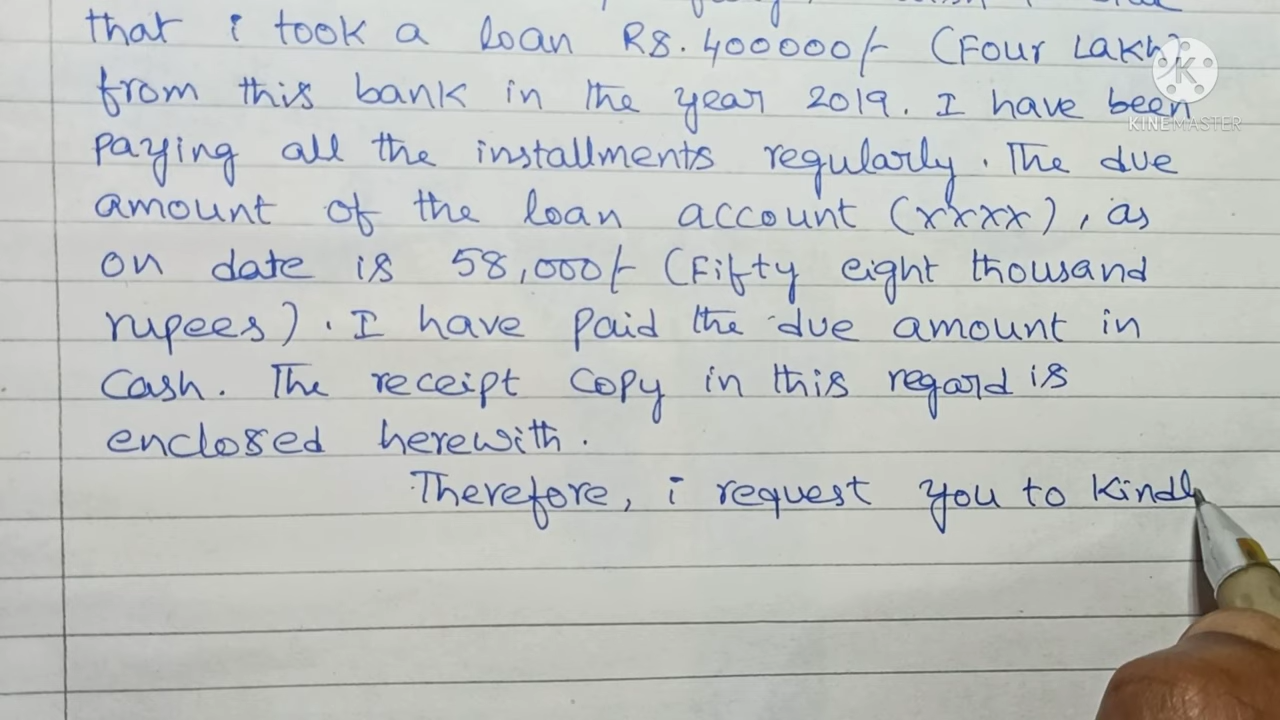 that i took a loan Rs. 400000/- (Four Lakh)
from this bank in the year 2019. I have been
paying all the installments regularly. The due
amount of the loan account (xxxx), as
on date is 58,000/- (Fifty eight thousand
rupees). I have paid the due amount in
Cash. The receipt copy in this regard is
enclosed herewith.
Therefore, i request you to Kindly
KINEMASTER